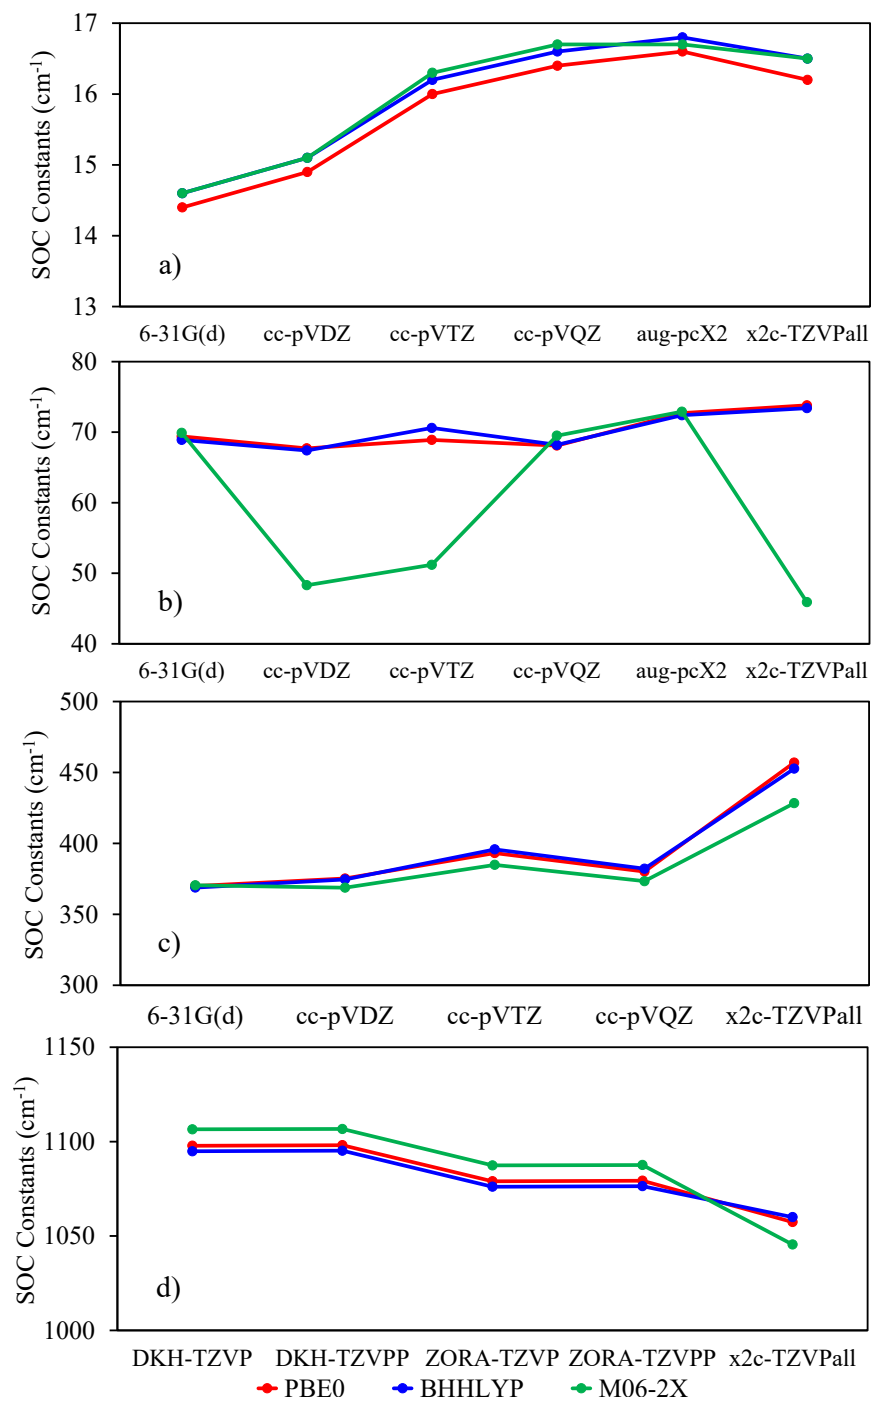 17
16
15
14
13
SOC Constants (cm-1)
a)
6-31G(d) cc-pVDZ cc-pVTZ cc-pVQZ aug-pcX2 x2c-TZVPall
80
70
60
50
40
SOC Constants (cm-1)
b)
6-31G(d) cc-pVDZ cc-pVTZ cc-pVQZ aug-pcX2 x2c-TZVPall
500
450
400
350
300
SOC Constants (cm-1)
c)
6-31G(d) cc-pVDZ cc-pVTZ cc-pVQZ x2c-TZVPall
1150
1100
1050
1000
SOC Constants (cm-1)
d)
DKH-TZVP DKH-TZVPP ZORA-TZVP ZORA-TZVPP x2c-TZVPall
PBE0 BHHLYP M06-2X